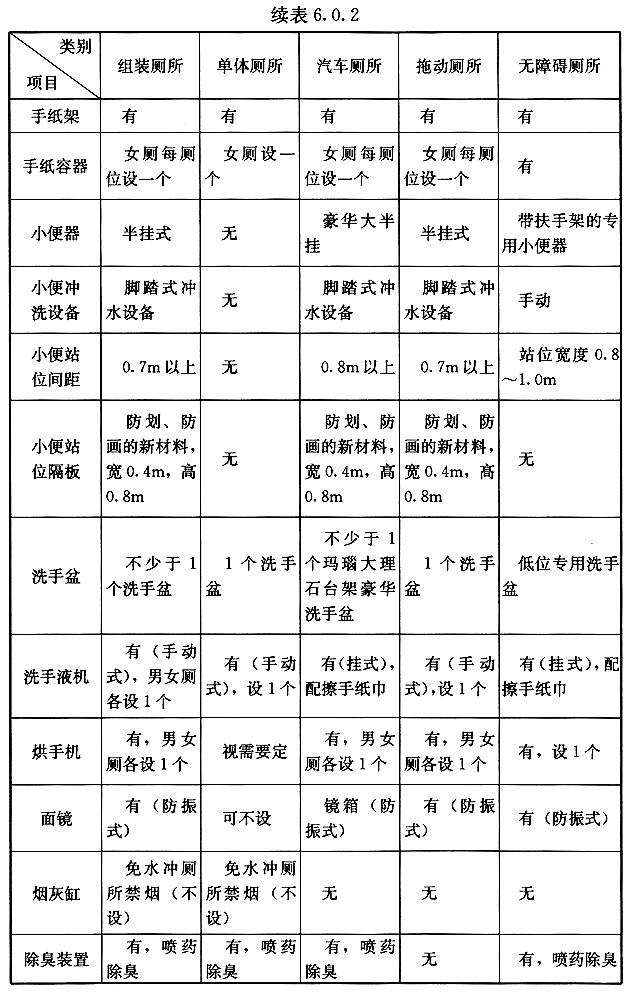 续表6.0.2
类别
项目
组装厕所 单体厕所 汽车厕所 拖动厕所 无障碍厕所
手纸架 有 有 有 有 有
手纸容器 女厕每厕位设一个 女厕设一个 女厕每厕位设一个 女厕每厕位设一个 有
小便器 半挂式 无 豪华大半挂 半挂式 带扶手架的专用小便器
小便冲洗设备 脚踏式冲水设备 无 脚踏式冲水设备 脚踏式冲水设备 手动
小便站位间距 0.7m以上 无 0.8m以上 0.7m以上 站位宽度0.8～1.0m
小便站位隔板 防划、防画的新材料，宽0.4m，高0.8m 无 防划、防画的新材料，宽0.4m，高0.8m 防划、防画的新材料，宽0.4m，高0.8m 无
洗手盆 不少于1个洗手盆 1个洗手盆 不少于1个玛瑙大理石台架豪华洗手盆 1个洗手盆 低位专用洗手盆
洗手液机 有（手动式），男女厕各设1个 有（手动式），设1个 有(挂式)，配擦手纸巾 有（手动式），设1个 有(挂式)，配擦手纸巾
烘手机 有，男女厕各设1个 视需要定 有，男女厕各设1个 有，男女厕各设1个 有，设1个
面镜 有（防振式） 可不设 镜箱（防振式） 有（防振式） 有（防振式）
烟灰缸 免水冲厕所禁烟（不设） 免水冲厕所禁烟（不设） 无 无 无
除臭装置 有，喷药除臭 有，喷药除臭 有，喷药除臭 无 有，喷药除臭